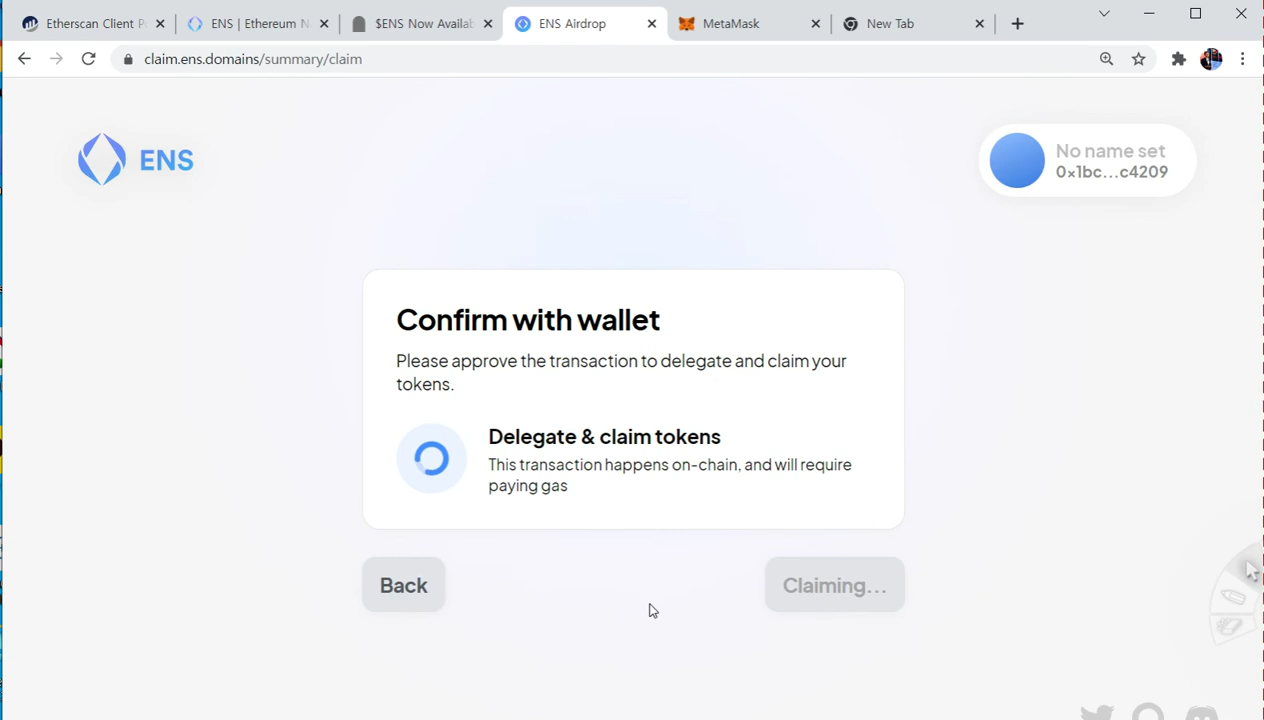 Etherscan Client P
ENS | Ethereum N
$ENS Now Availab
ENS Airdrop
MetaMask
New Tab
claim.ens.domains/summary/claim
ENS
No name set
0x1bc...c4209
Confirm with wallet
Please approve the transaction to delegate and claim your
tokens.
Delegate & claim tokens
This transaction happens on-chain, and will require
paying gas
Back
Claiming...